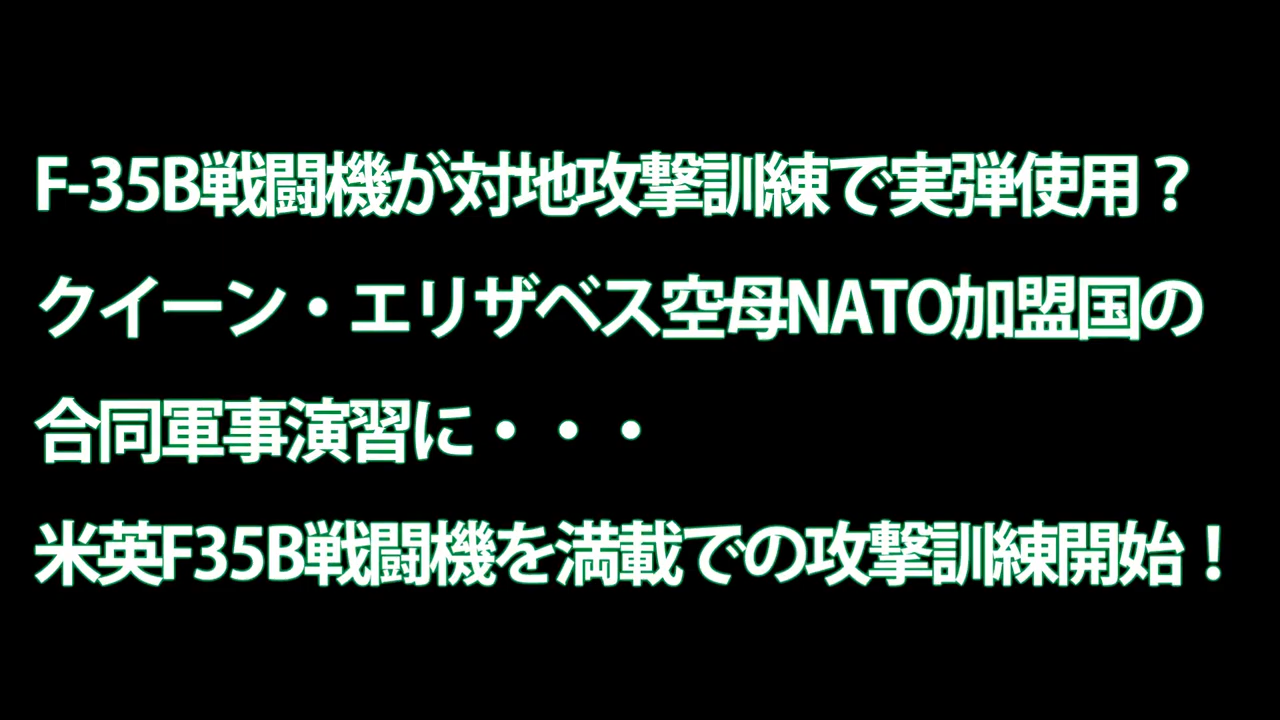 F-35B戦闘機が対地攻撃訓練で実弾使用？
クイーン・エリザベス空母NATO加盟国の
合同軍事演習に・・・
米英F35B戦闘機を満載での攻撃訓練開始！